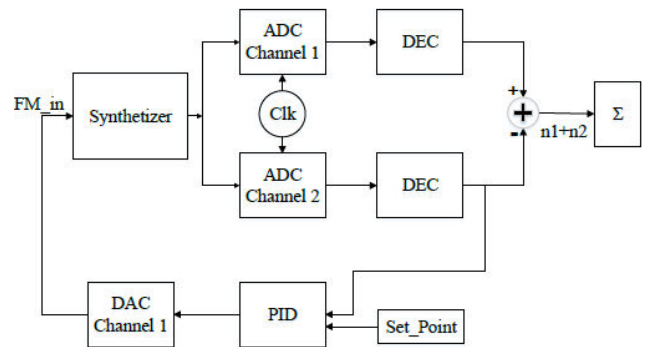 ADC
Channel 1
DEC
FM_in
Synthetizer
Clk
+
+
-
n1+n2
Σ
ADC
Channel 2
DEC
DAC
Channel 1
PID
Set_Point